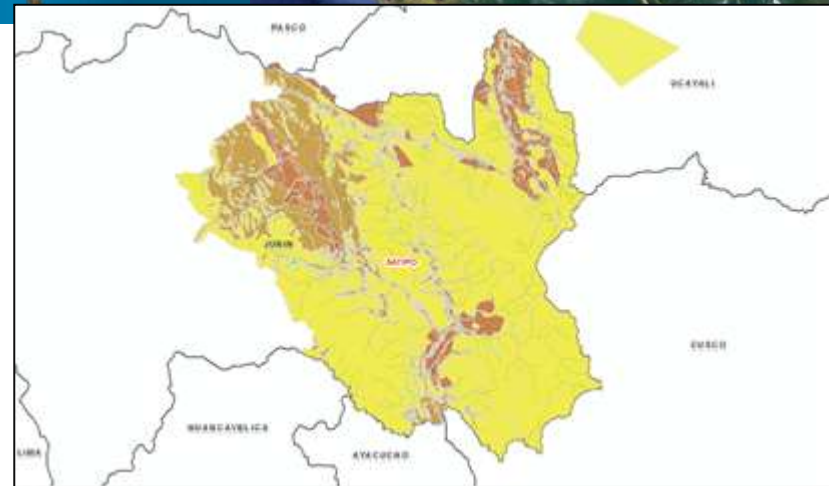 PASCO
UCAYALI
JUNIN
SATIPO
CUSCO
HUANCAVELICA
LIMA
AYACUCHO